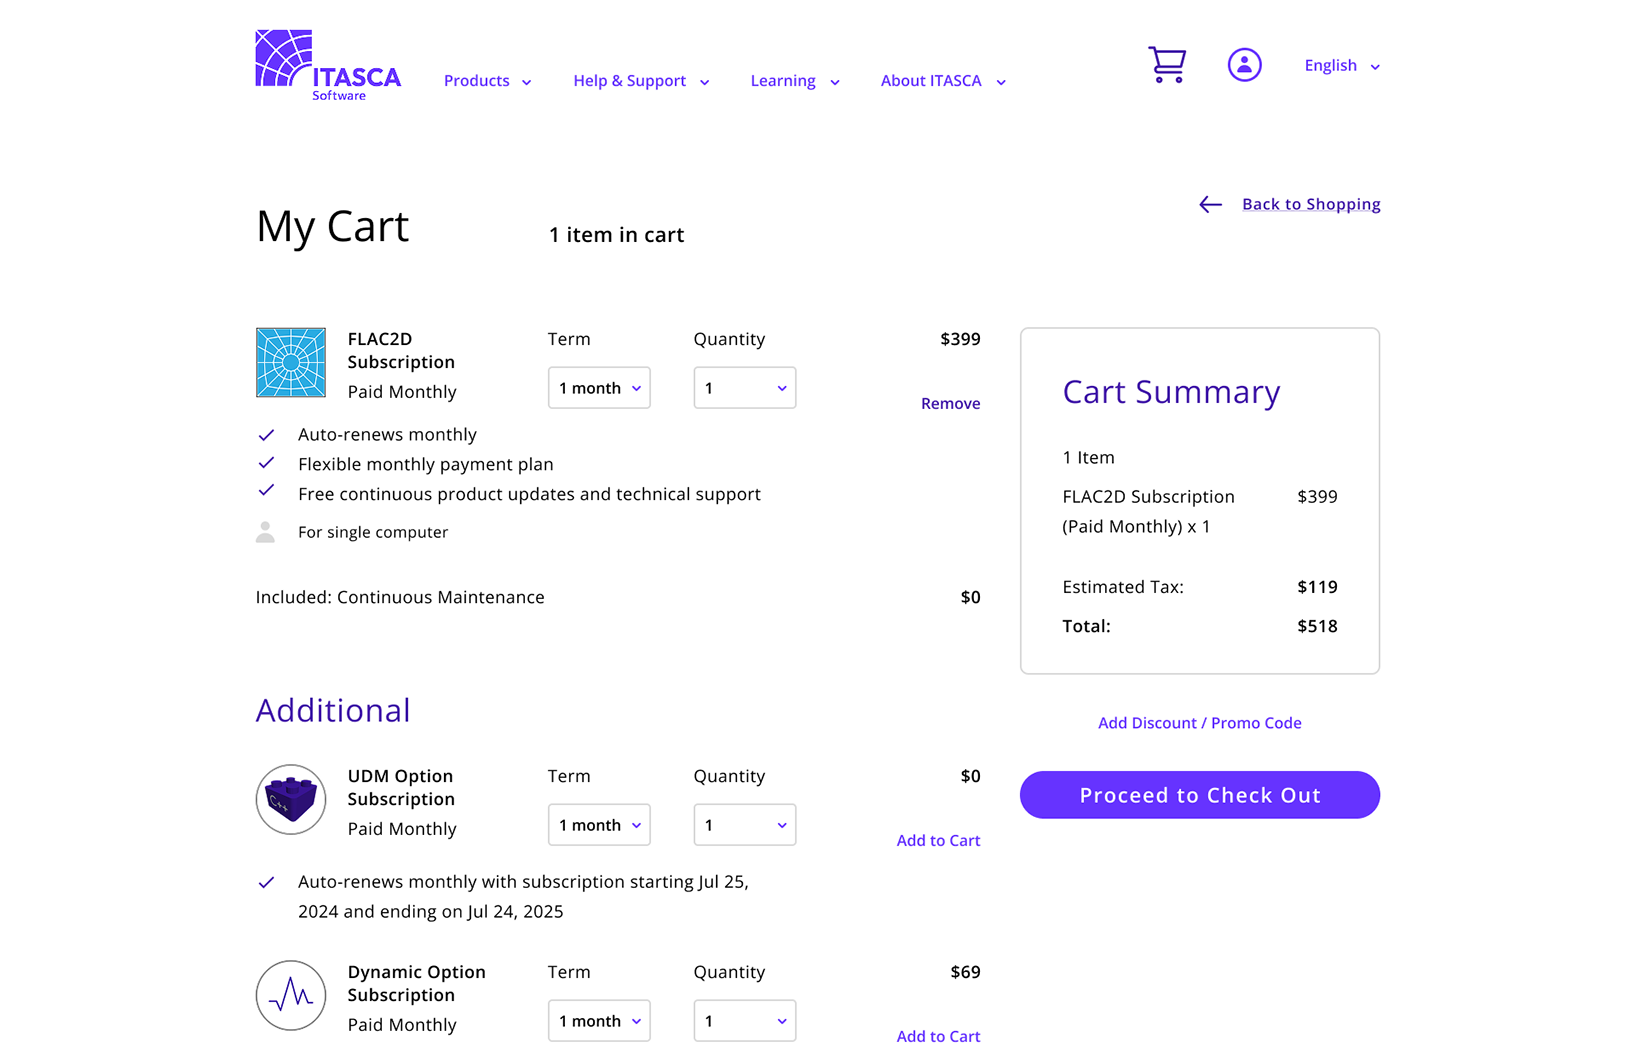 ITASCA
Software
Products
Help & Support
Learning
About ITASCA
English
My Cart
1 item in cart
Back to Shopping
FLAC2D
Subscription
Paid Monthly
Term
1 month
Quantity
1
$399
Remove
Auto-renews monthly
Flexible monthly payment plan
Free continuous product updates and technical support
For single computer
Included: Continuous Maintenance
$0
Cart Summary
1 Item
FLAC2D Subscription
$399
(Paid Monthly) x 1
Estimated Tax:
$119
Total:
$518
Add Discount / Promo Code
Proceed to Check Out
Additional
C++
UDM Option
Subscription
Paid Monthly
Term
1 month
Quantity
1
$0
Add to Cart
Auto-renews monthly with subscription starting Jul 25,
2024 and ending on Jul 24, 2025
Dynamic Option
Subscription
Paid Monthly
Term
1 month
Quantity
1
$69
Add to Cart